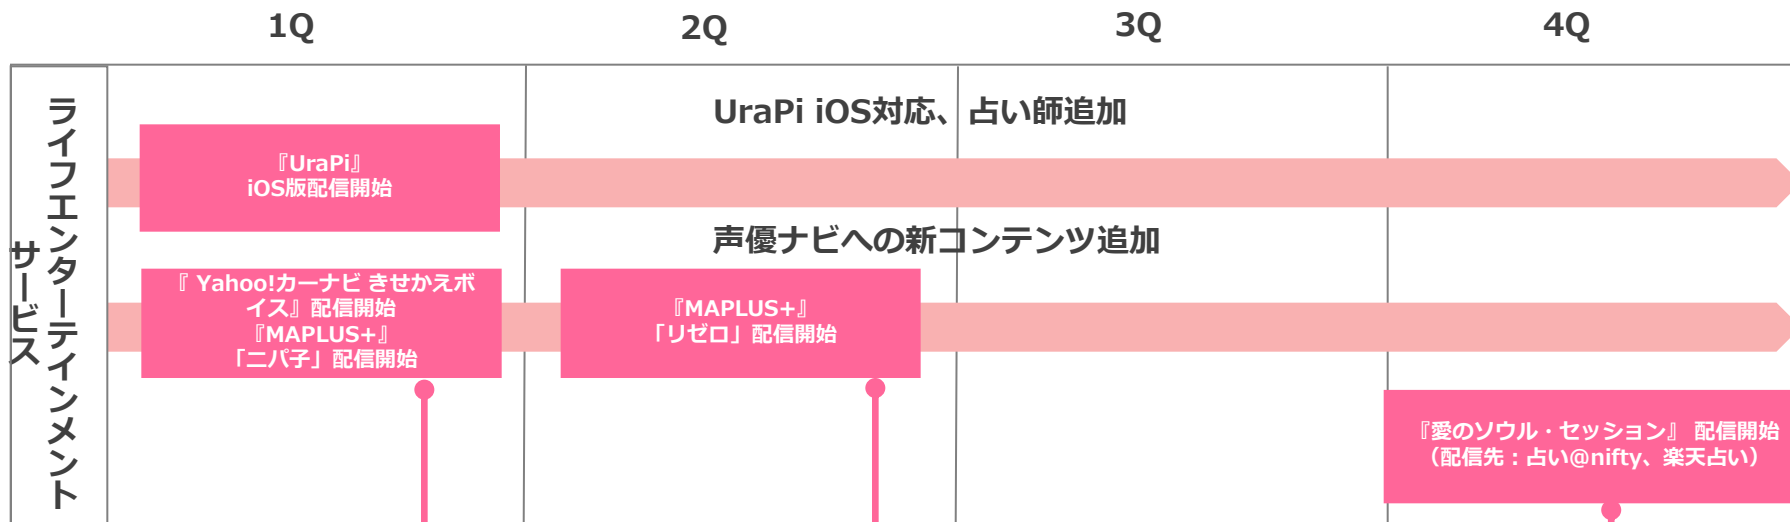 1Q
2Q
3Q
4Q
ライフエンターテインメント
サービス
UraPi iOS対応、占い師追加
『UraPi』
iOS版配信開始
声優ナビへの新コンテンツ追加
『 Yahoo!カーナビ きせかえボ
イス』配信開始
『MAPLUS+』
「ニパ子」配信開始
『MAPLUS+』
「リゼロ」配信開始
『愛のソウル・セッション』 配信開始
（配信先：占い@nifty、楽天占い）